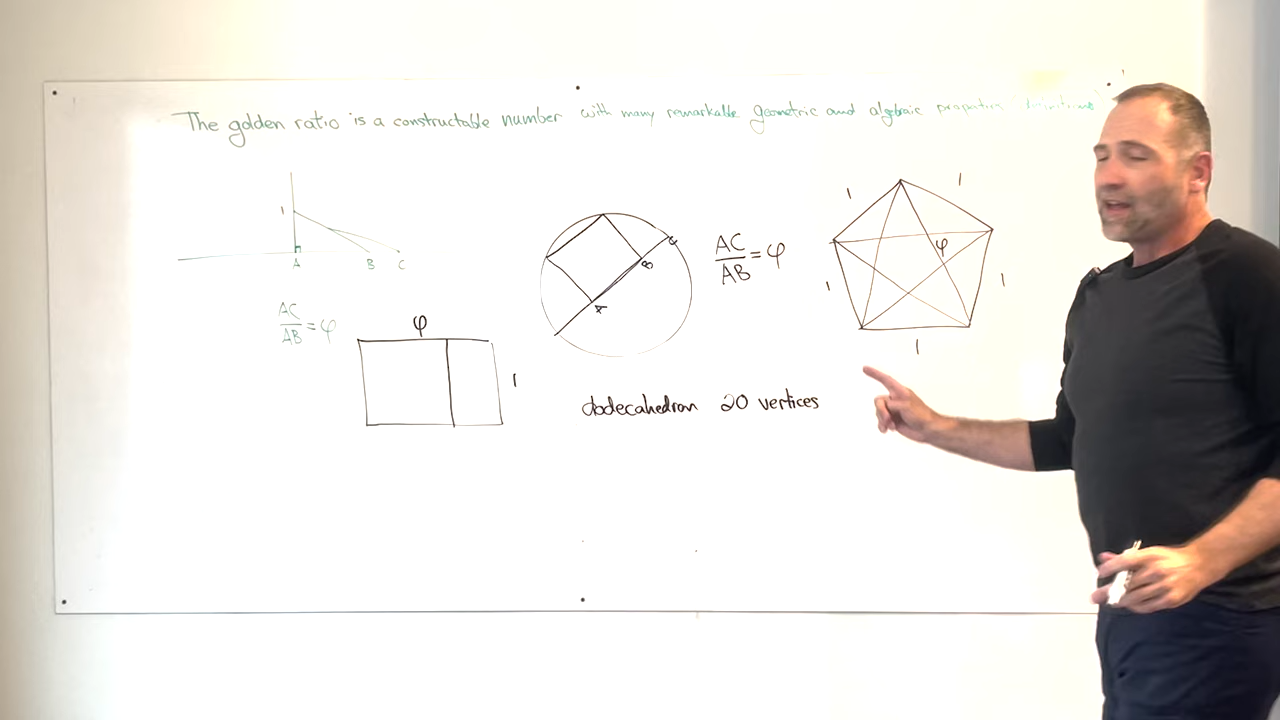 The golden ratio is a constructable number with many remarkable geometric and algebraic
1
A B C
AC
AB = φ
φ
1
A B C
AC
AB = φ
1 1
φ
1 1
1
dodecahedron 20 vertices